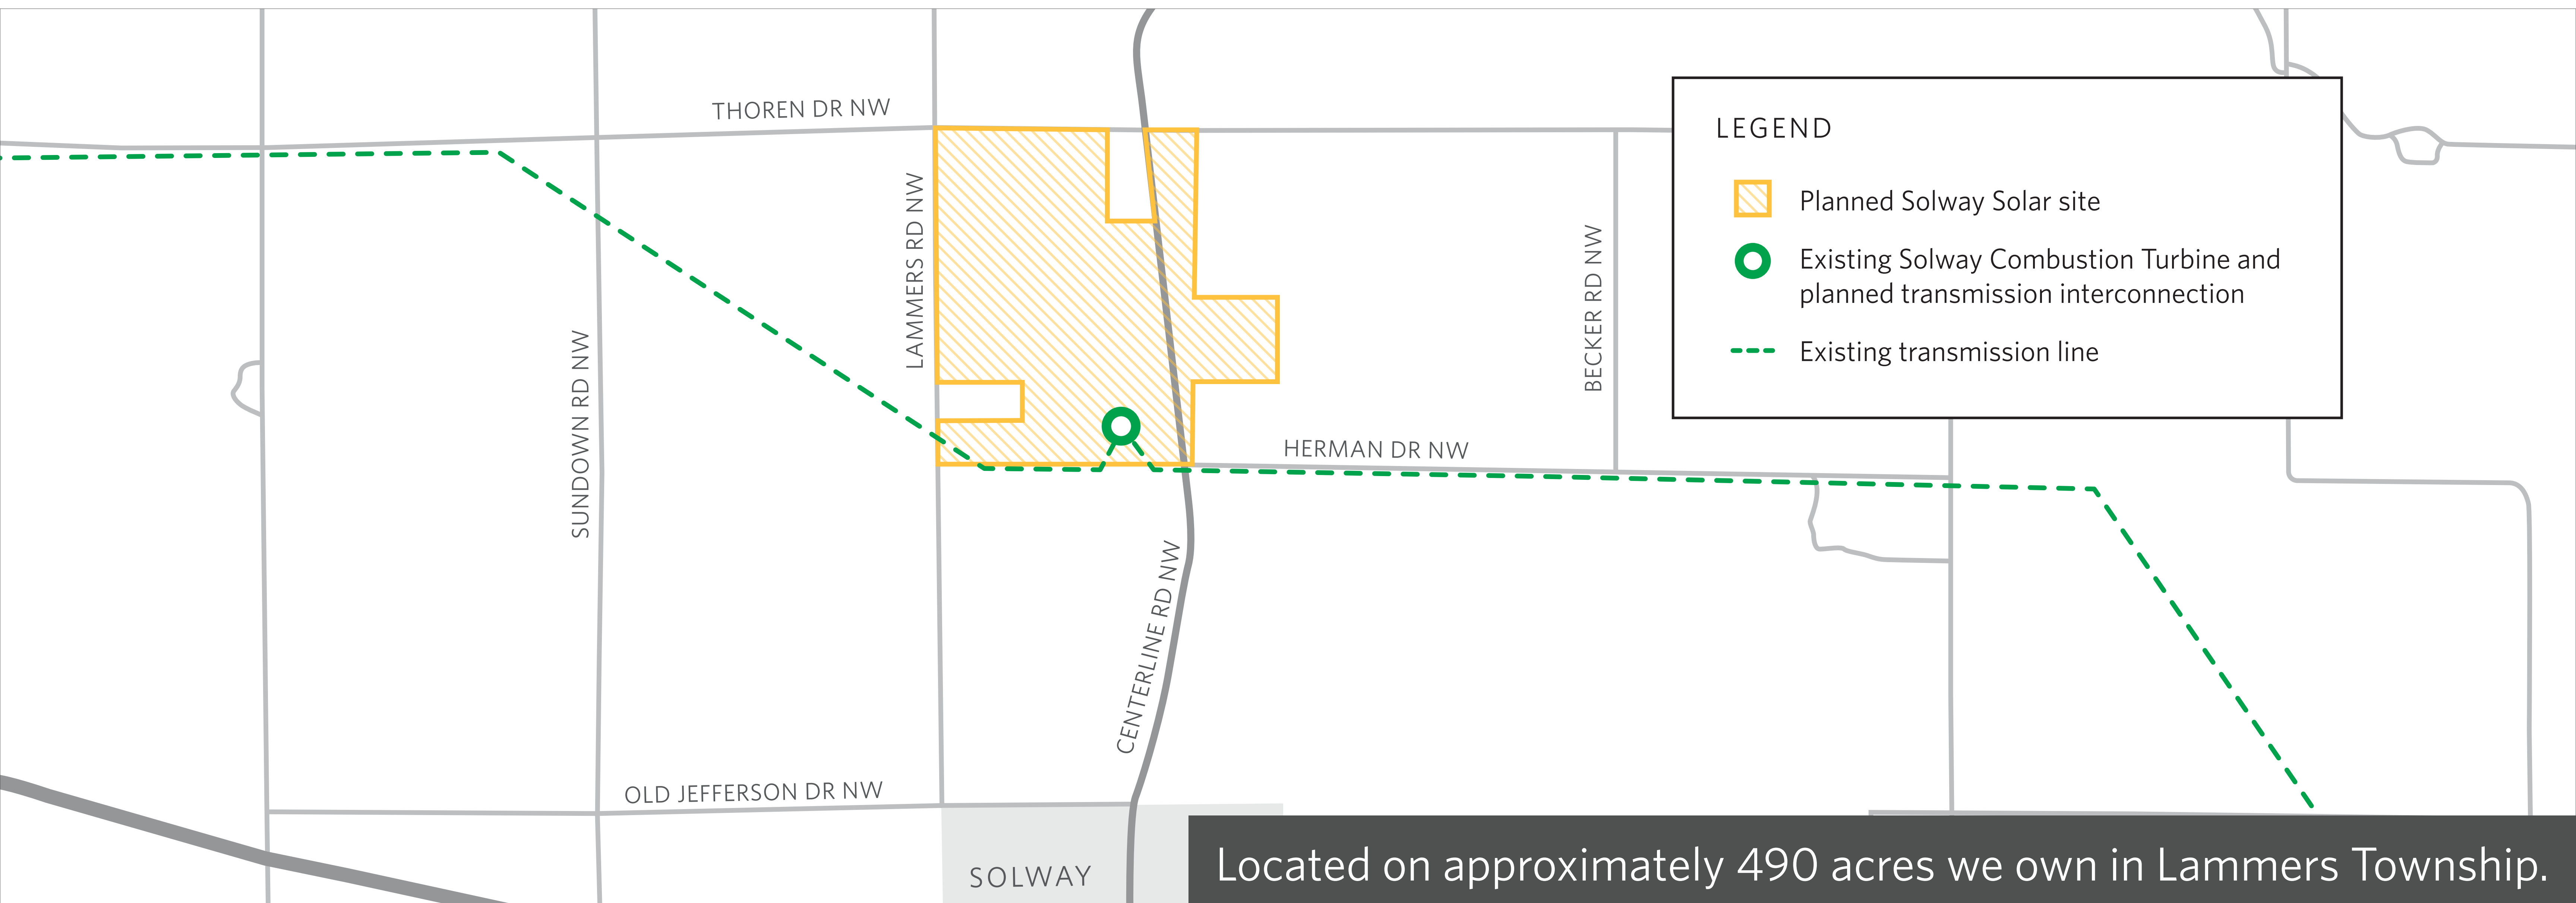 THOREN DR NW
LEGEND
Planned Solway Solar site
Existing Solway Combustion Turbine and
planned transmission interconnection
Existing transmission line
LAMMERS RD NW
BECKER RD NW
SUNDOWN RD NW
HERMAN DR NW
CENTERLINE RD NW
OLD JEFFERSON DR NW
SOLWAY
Located on approximately 490 acres we own in Lammers Township.